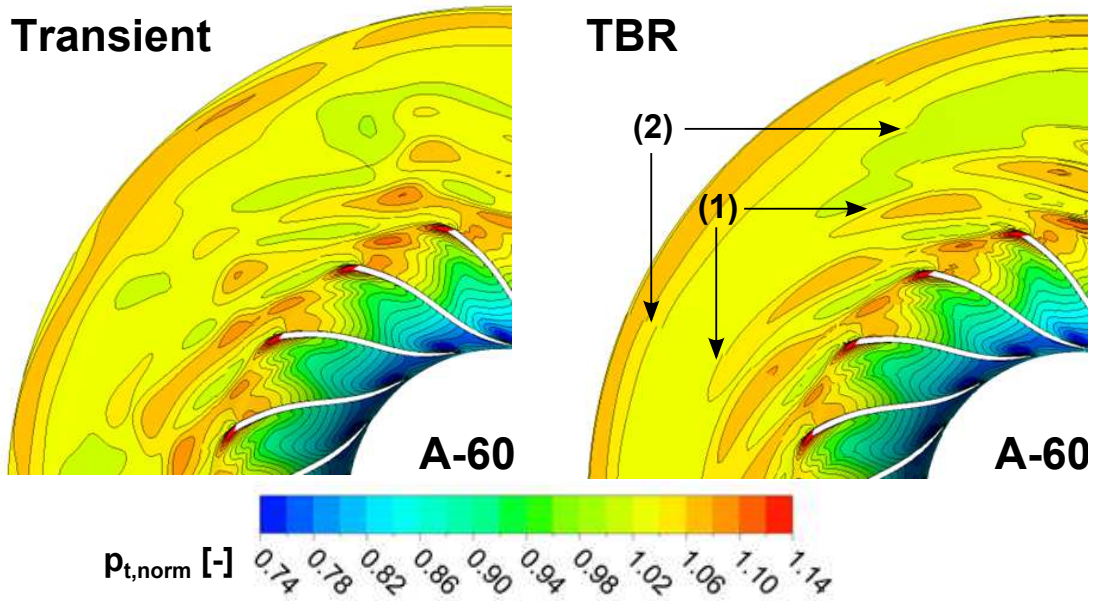 Transient
TBR
(2)
(1)
A-60
A-60
p_t,norm [-]
0.74
0.78
0.82
0.86
0.90
0.94
0.98
1.02
1.06
1.10
1.14